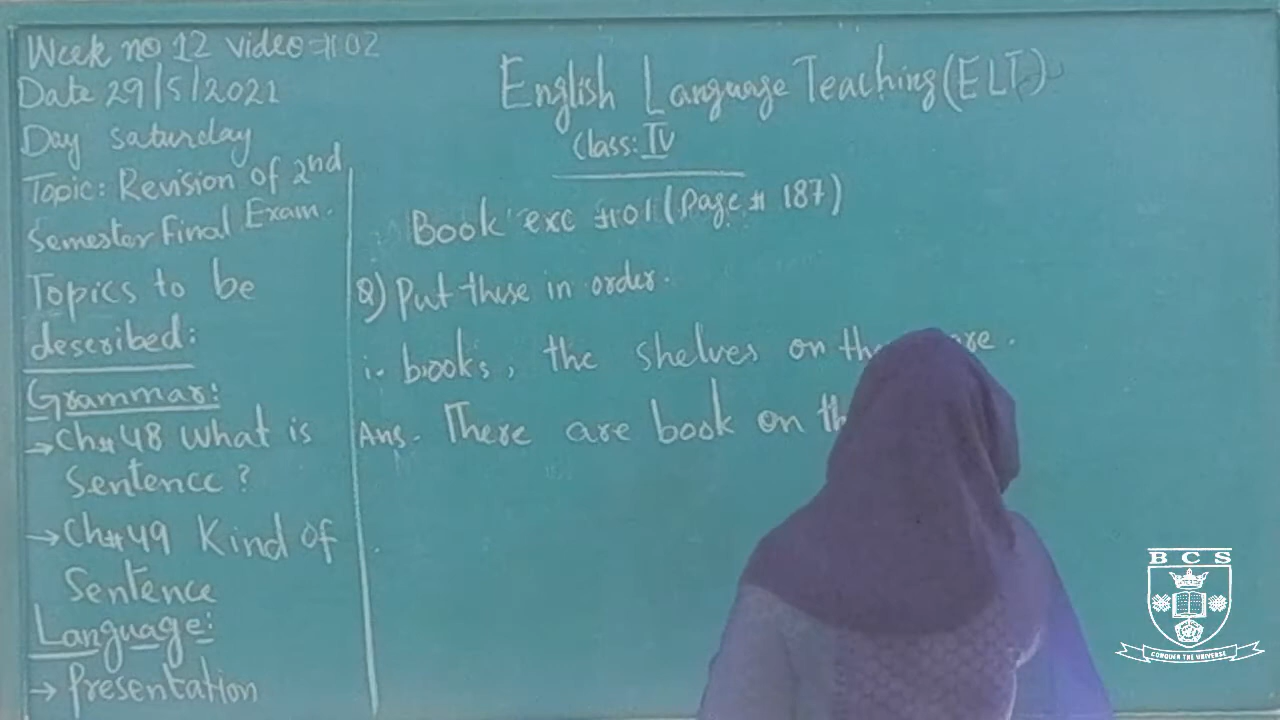 Week no 12 video # 02
Date 29/5/2021
Day Saturday
Topic: Revision of 2nd
Semester Final Exam.
Topics to be
described:
Grammar:
→ Ch# 48 What is
Sentence?
→ Ch# 49 Kind of
Sentence
Language:
→ Presentation
English Language Teaching (ELT)
Class: IV
Book exc #01 (Page # 187)
Q) Put these in order.
i. books, the shelves on
Ans. There are book on
BCS
CONQUER THE UNIVERSE